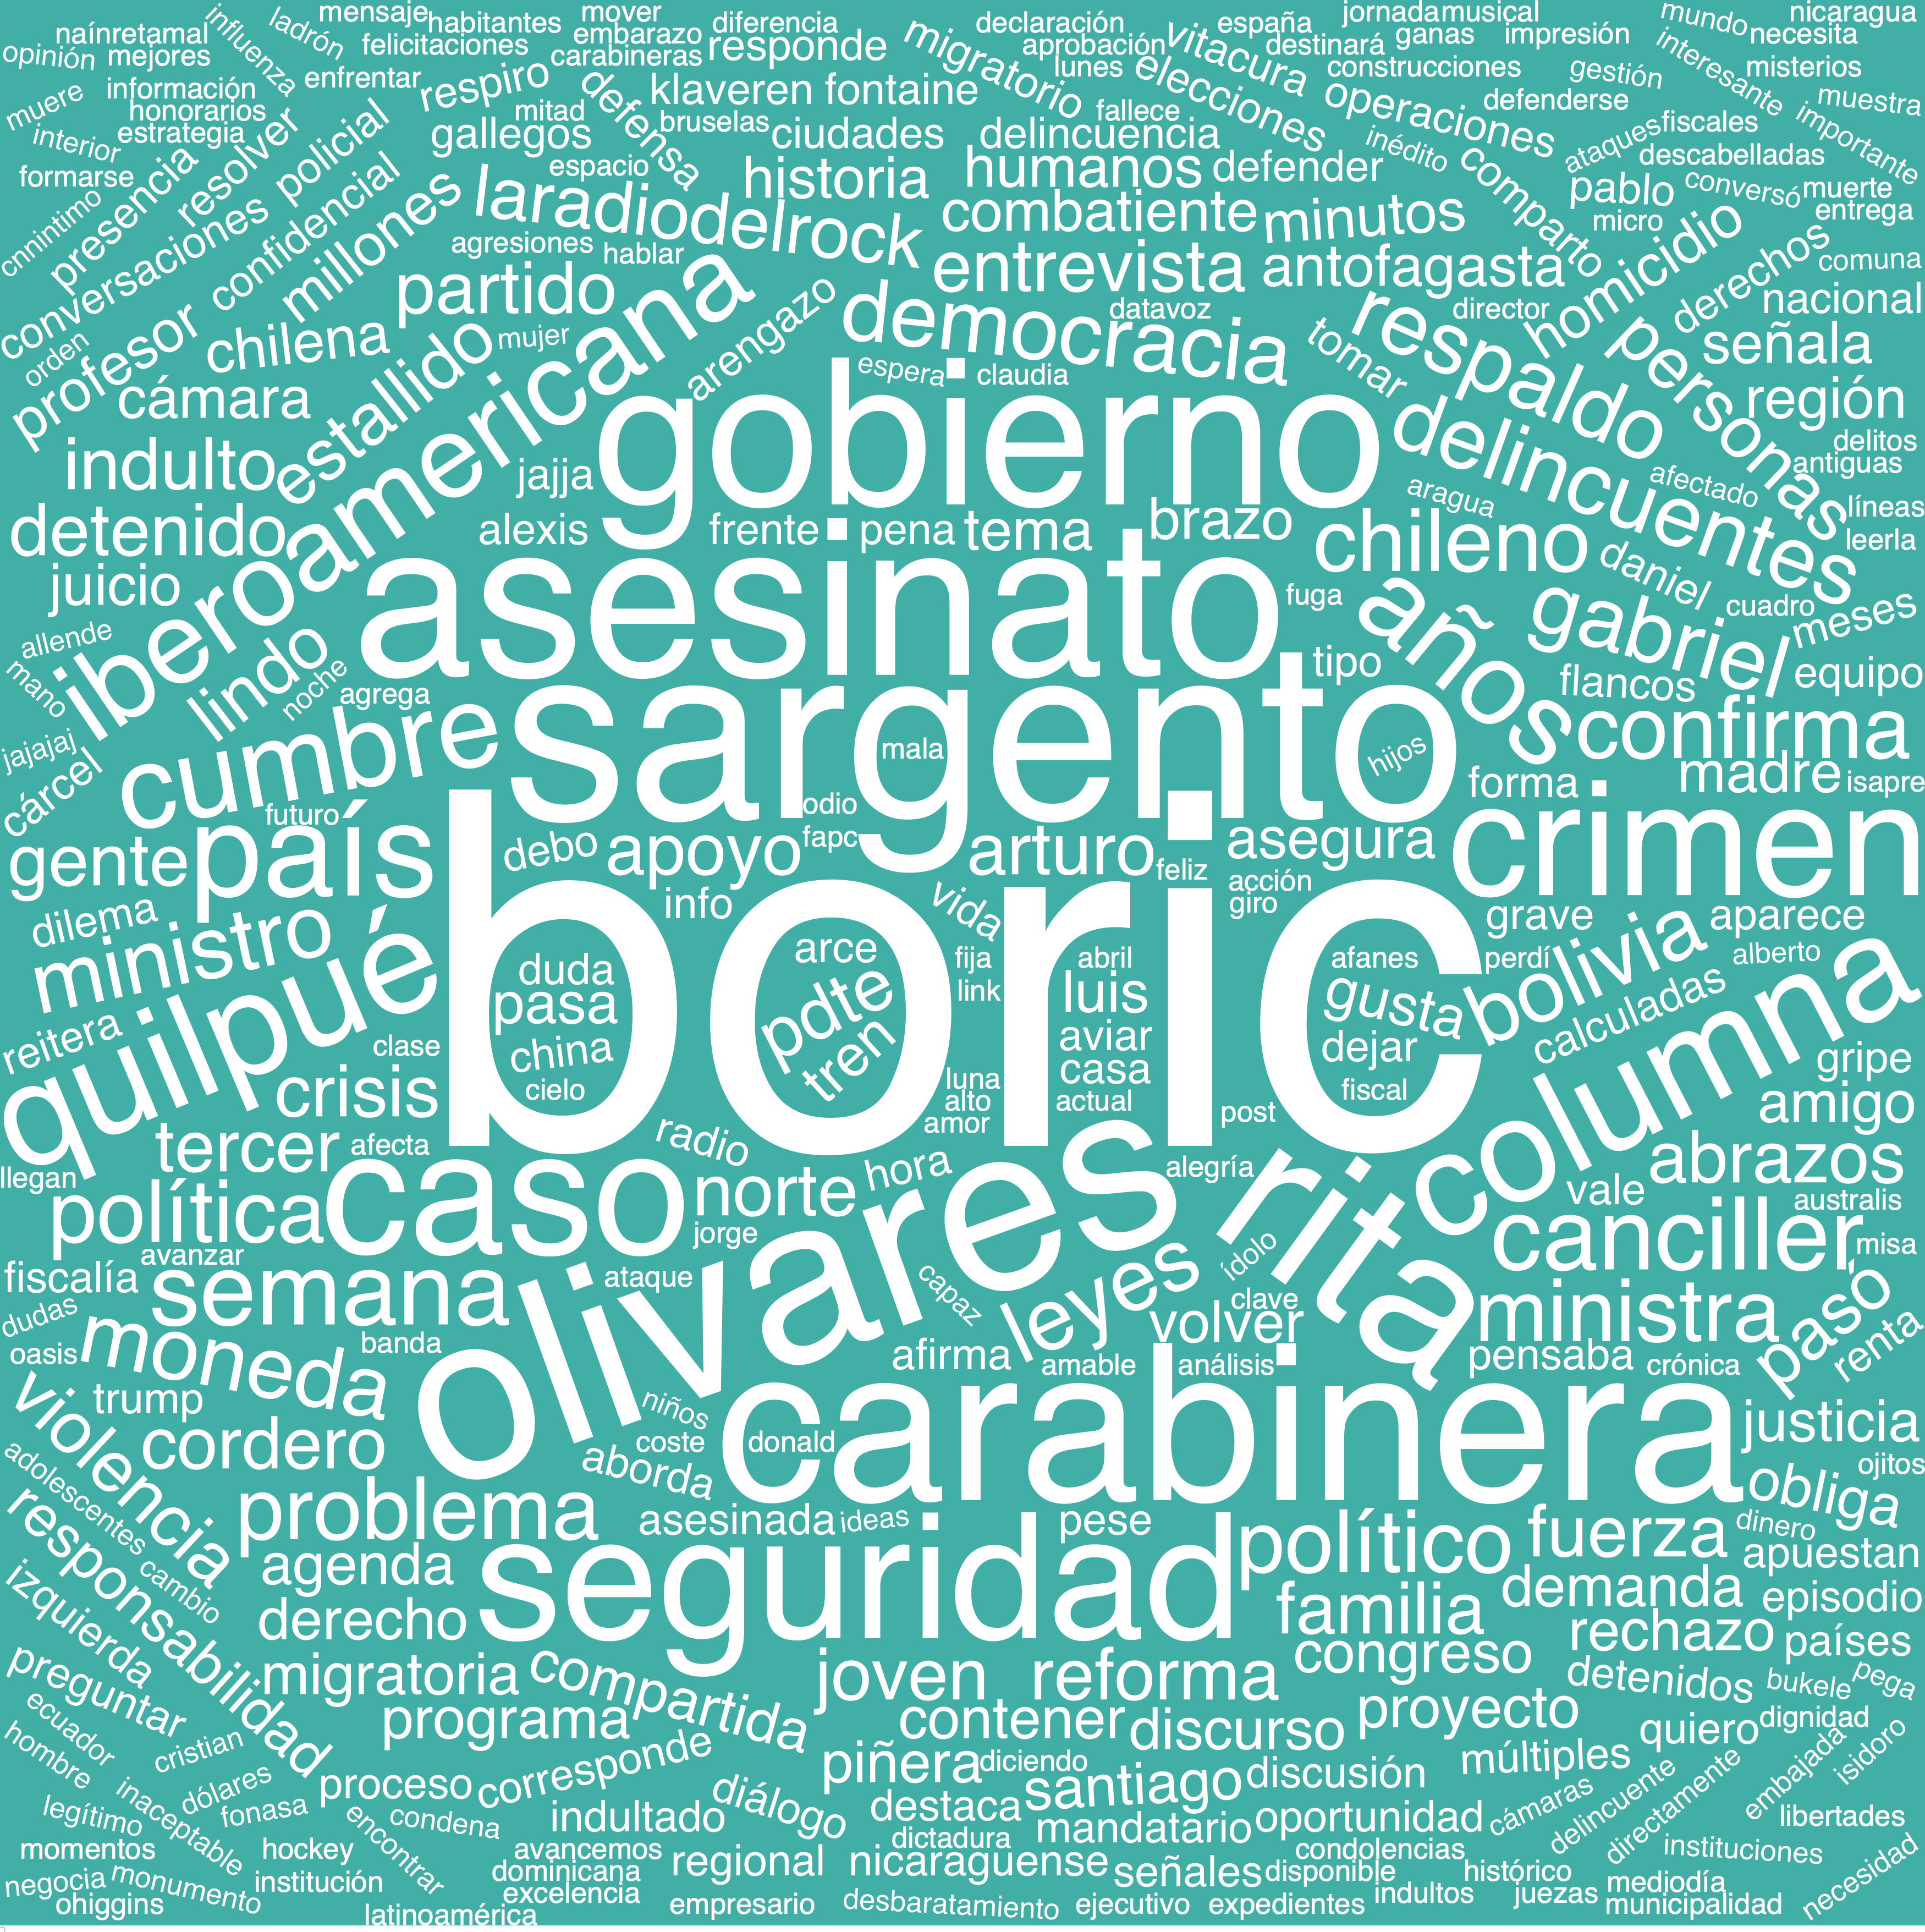 mensaje
mover
jornadamusical
mundo
nicaragua
naínretamal
influenza
ladrón
habitantes
embarazo
diferencia
declaración
españa
ganas
impresión
necesita
opinión
mejores
felicitaciones
carabineras
responde
migratorio
aprobación
vitacura
destinará
interesante
información
enfrentar
respiro
defensa
klaveren fontaine
lunes
elecciones
construcciones
gestión
misterios
muere
honorarios
mitad
fallece
operaciones
defenderse
muestra
interior
estrategia
resolver
policial
gallegos
bruselas
ciudades
delincuencia
inédito
ataques
fiscales
importante
formarse
presencia
confidencial
espacio
historia
humanos
defender
comparto
descabelladas
cnnintimo
conversaciones
millones
laradiodelrock
combatiente
minutos
pablo
conversó
muerte
micro
entrega
agresiones
hablar
entrevista
antofagasta
homicidio
derechos
comuna
orden
profesor
chilena
partido
mujer
arengazo
democracia
datavoz
respaldo
director
personas
nacional
cámara
estallido
iberoamericana
espera
claudia
tomar
señala
región
indulto
jajja
gobierno
delincuentes
aragua
afectado
delitos
antiguas
detenido
alexis
frente
pena
tema
brazo
chileno
daniel
líneas
leerla
juicio
asesinato
fuga
años
gabriel
cuadro
meses
allende
mano
lindo
noche
agrega
tipo
flancos
equipo
jajajaj
cárcel
cumbre
sargento
mala
hijos
confirma
forma
madre
isapre
futuro
odio
gente
país
debo
apoyo
fapc
arturo
feliz
asegura
crimen
dilema
ministro
info
vida
acción
giro
grave
bolivia
aparece
quilpué
boric
duda
arce
fija
abril
afanes
perdí
alberto
reitera
pasa
pdte
link
luis
gusta
calculadas
columna
clase
china
tren
aviar
dejar
gripe
crisis
cielo
luna
casa
fiscal
amigo
alto
actual
amor
post
tercer
afecta
radio
hora
alegría
rita
abrazos
llegan
caso
norte
vale
australis
política
jorge
olivares
ídolo
canciller
misa
avanzar
fiscalía
semana
ataque
capaz
leyes
clave
ministra
pasó
dudas
oasis
moneda
banda
volver
afirma
amable
análisis
pensaba
crónica
renta
violencia
trump
niños
carabinera
justicia
cordero
coste
donald
adolescentes
aborda
obliga
ojitos
responsabilidad
problema
asesinada
ideas
pese
político
fuerza
dinero
izquierda
cambio
agenda
seguridad
apuestan
derecho
familia
demanda
episodio
preguntar
migratoria
compartida
joven
reforma
congreso
rechazo
países
detenidos
bukele
pega
ecuador
programa
contener
discurso
proyecto
quiero
dignidad
hombre
cristian
piñera
diciendo
múltiples
embajada
isidoro
legítimo
inaceptable
dólares
proceso
corresponde
diálogo
santiago
discusión
delincuente
directamente
fonasa
encontrar
condena
indultado
destaca
mandatario
oportunidad
cámaras
libertades
momentos
hockey
avancemos
dictadura
condolencias
instituciones
negocia
monumento
institución
dominicana
regional
nicaragüense
señales
disponible
histórico
mediodía
necesidad
ohiggins
latinoamérica
excelencia
empresario
desbaratamiento
ejecutivo
expedientes
indultos
juezas
municipalidad